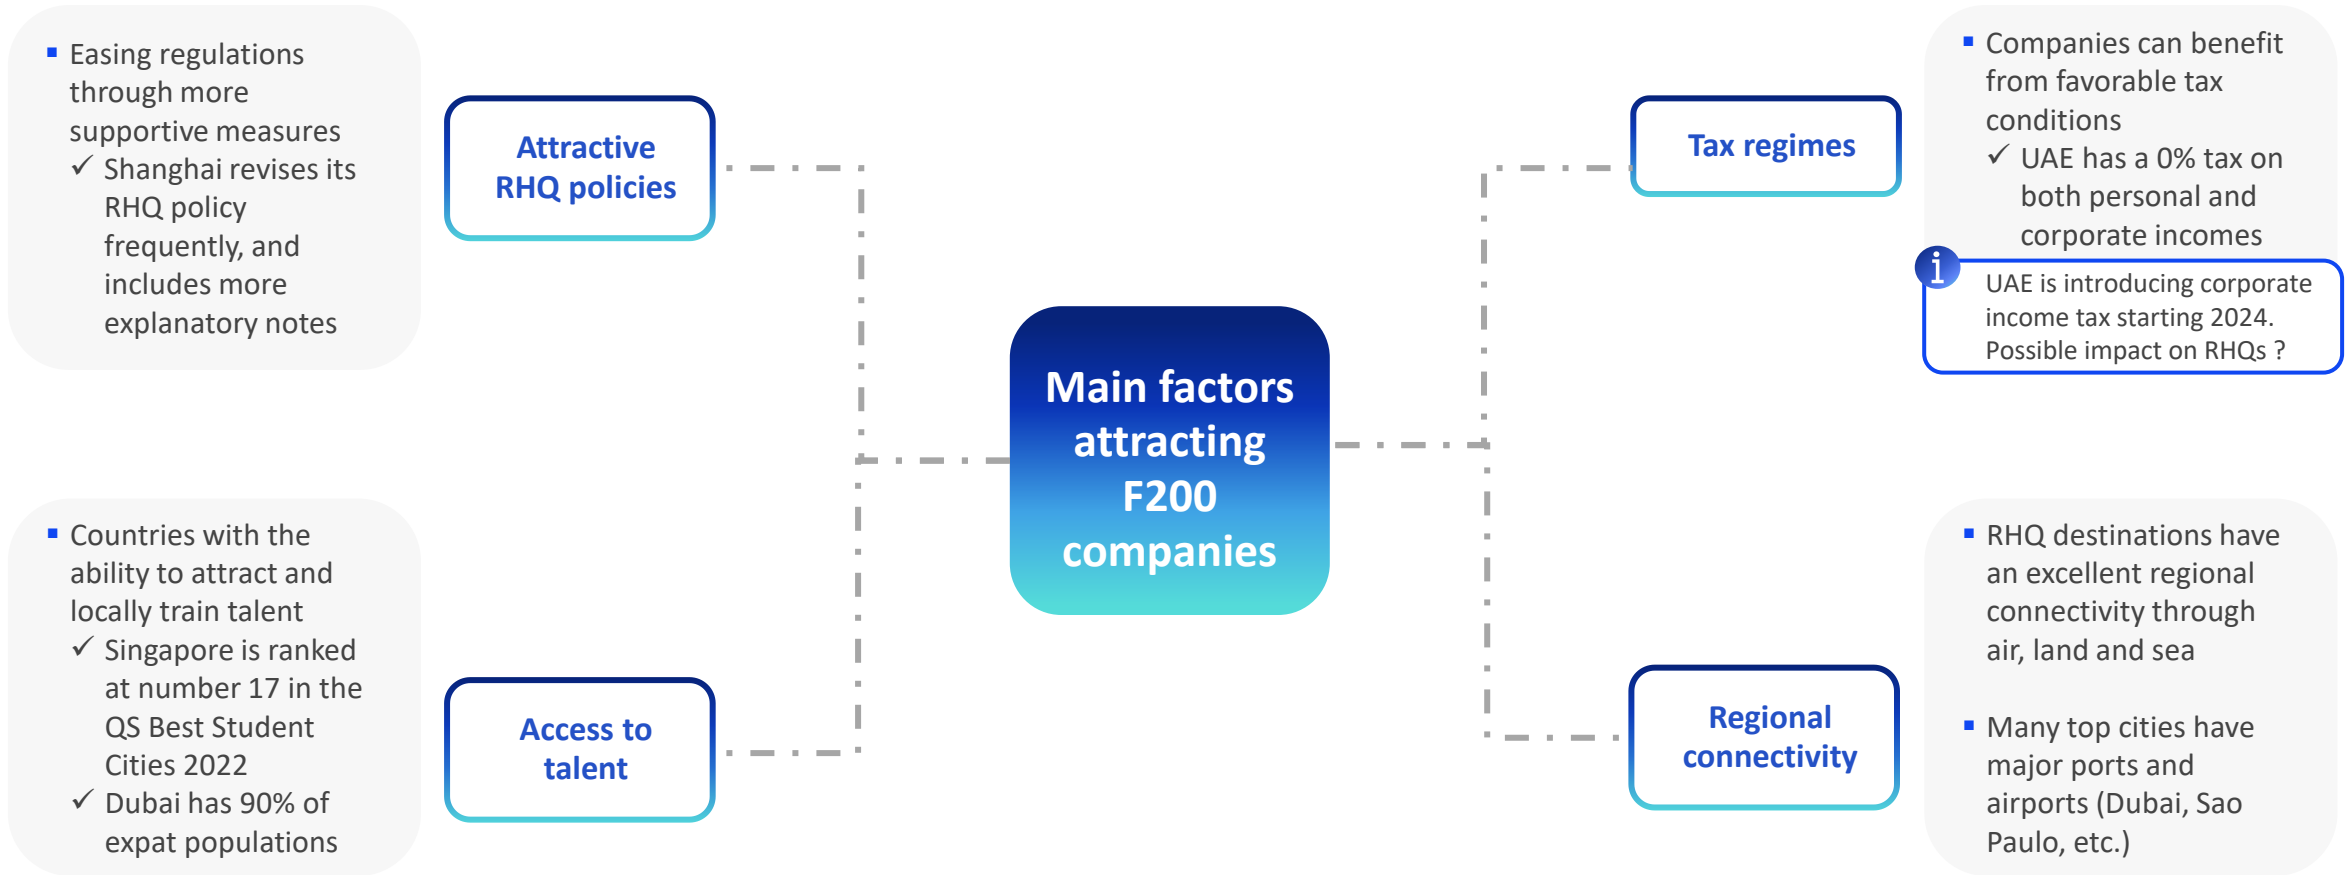 ▪ Easing regulations
through more
supportive measures
✓ Shanghai revises its
RHQ policy
frequently, and
includes more
explanatory notes
Attractive
RHQ policies
▪ Countries with the
ability to attract and
locally train talent
✓ Singapore is ranked
at number 17 in the
QS Best Student
Cities 2022
✓ Dubai has 90% of
expat populations
Access to
talent
Main factors
attracting
F200
companies
Tax regimes
▪ Companies can benefit
from favorable tax
conditions
✓ UAE has a 0% tax on
both personal and
corporate incomes
i
UAE is introducing corporate
income tax starting 2024.
Possible impact on RHQs ?
Regional
connectivity
▪ RHQ destinations have
an excellent regional
connectivity through
air, land and sea
▪ Many top cities have
major ports and
airports (Dubai, Sao
Paulo, etc.)